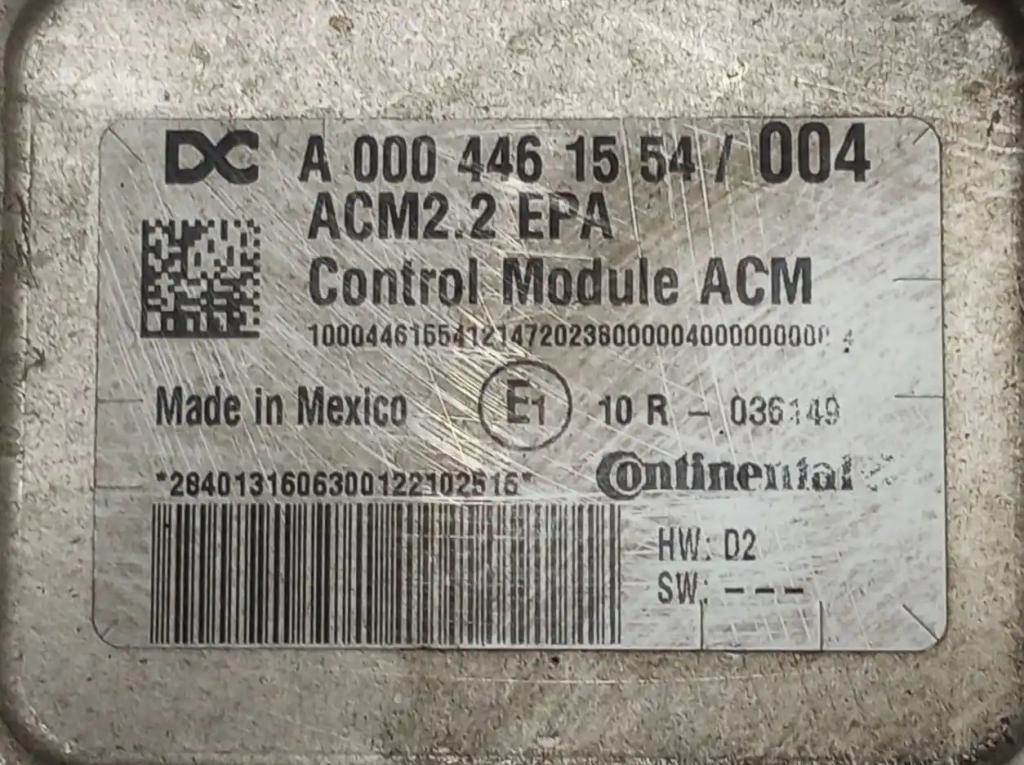 DC A 000 446 15 54 / 004
ACM2.2 EPA
Control Module ACM
Made in Mexico E1 10 R - 036149
*2840131606300122102516* Continental
HW: D2
SW: ---